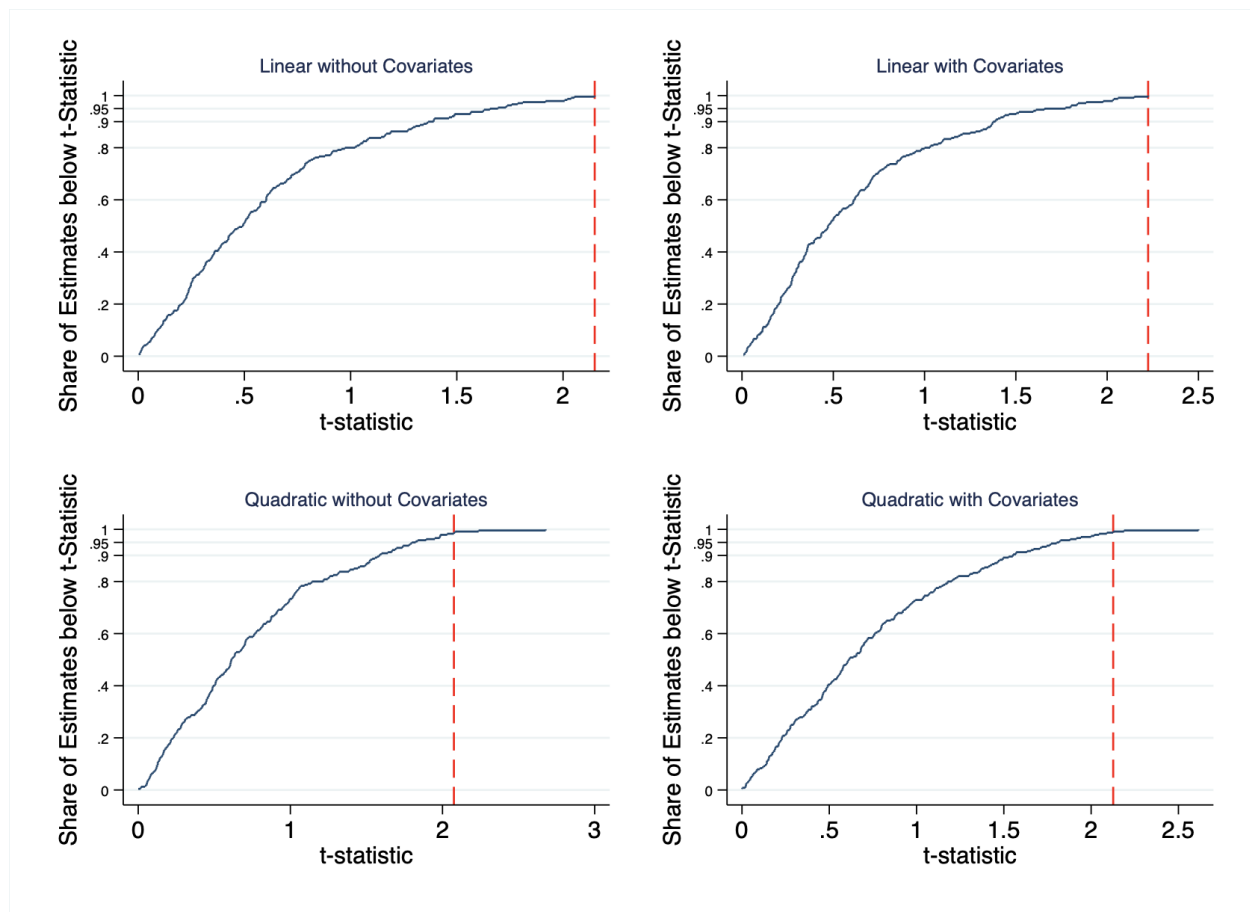 Linear without Covariates
Share of Estimates below t-Statistic
1
.95
.9
.8
.6
.4
.2
0
0 .5 1 1.5 2
t-statistic
Linear with Covariates
Share of Estimates below t-Statistic
1
.95
.9
.8
.6
.4
.2
0
0 .5 1 1.5 2 2.5
t-statistic
Quadratic without Covariates
Share of Estimates below t-Statistic
1
.95
.9
.8
.6
.4
.2
0
0 1 2 3
t-statistic
Quadratic with Covariates
Share of Estimates below t-Statistic
1
.95
.9
.8
.6
.4
.2
0
0 .5 1 1.5 2 2.5
t-statistic